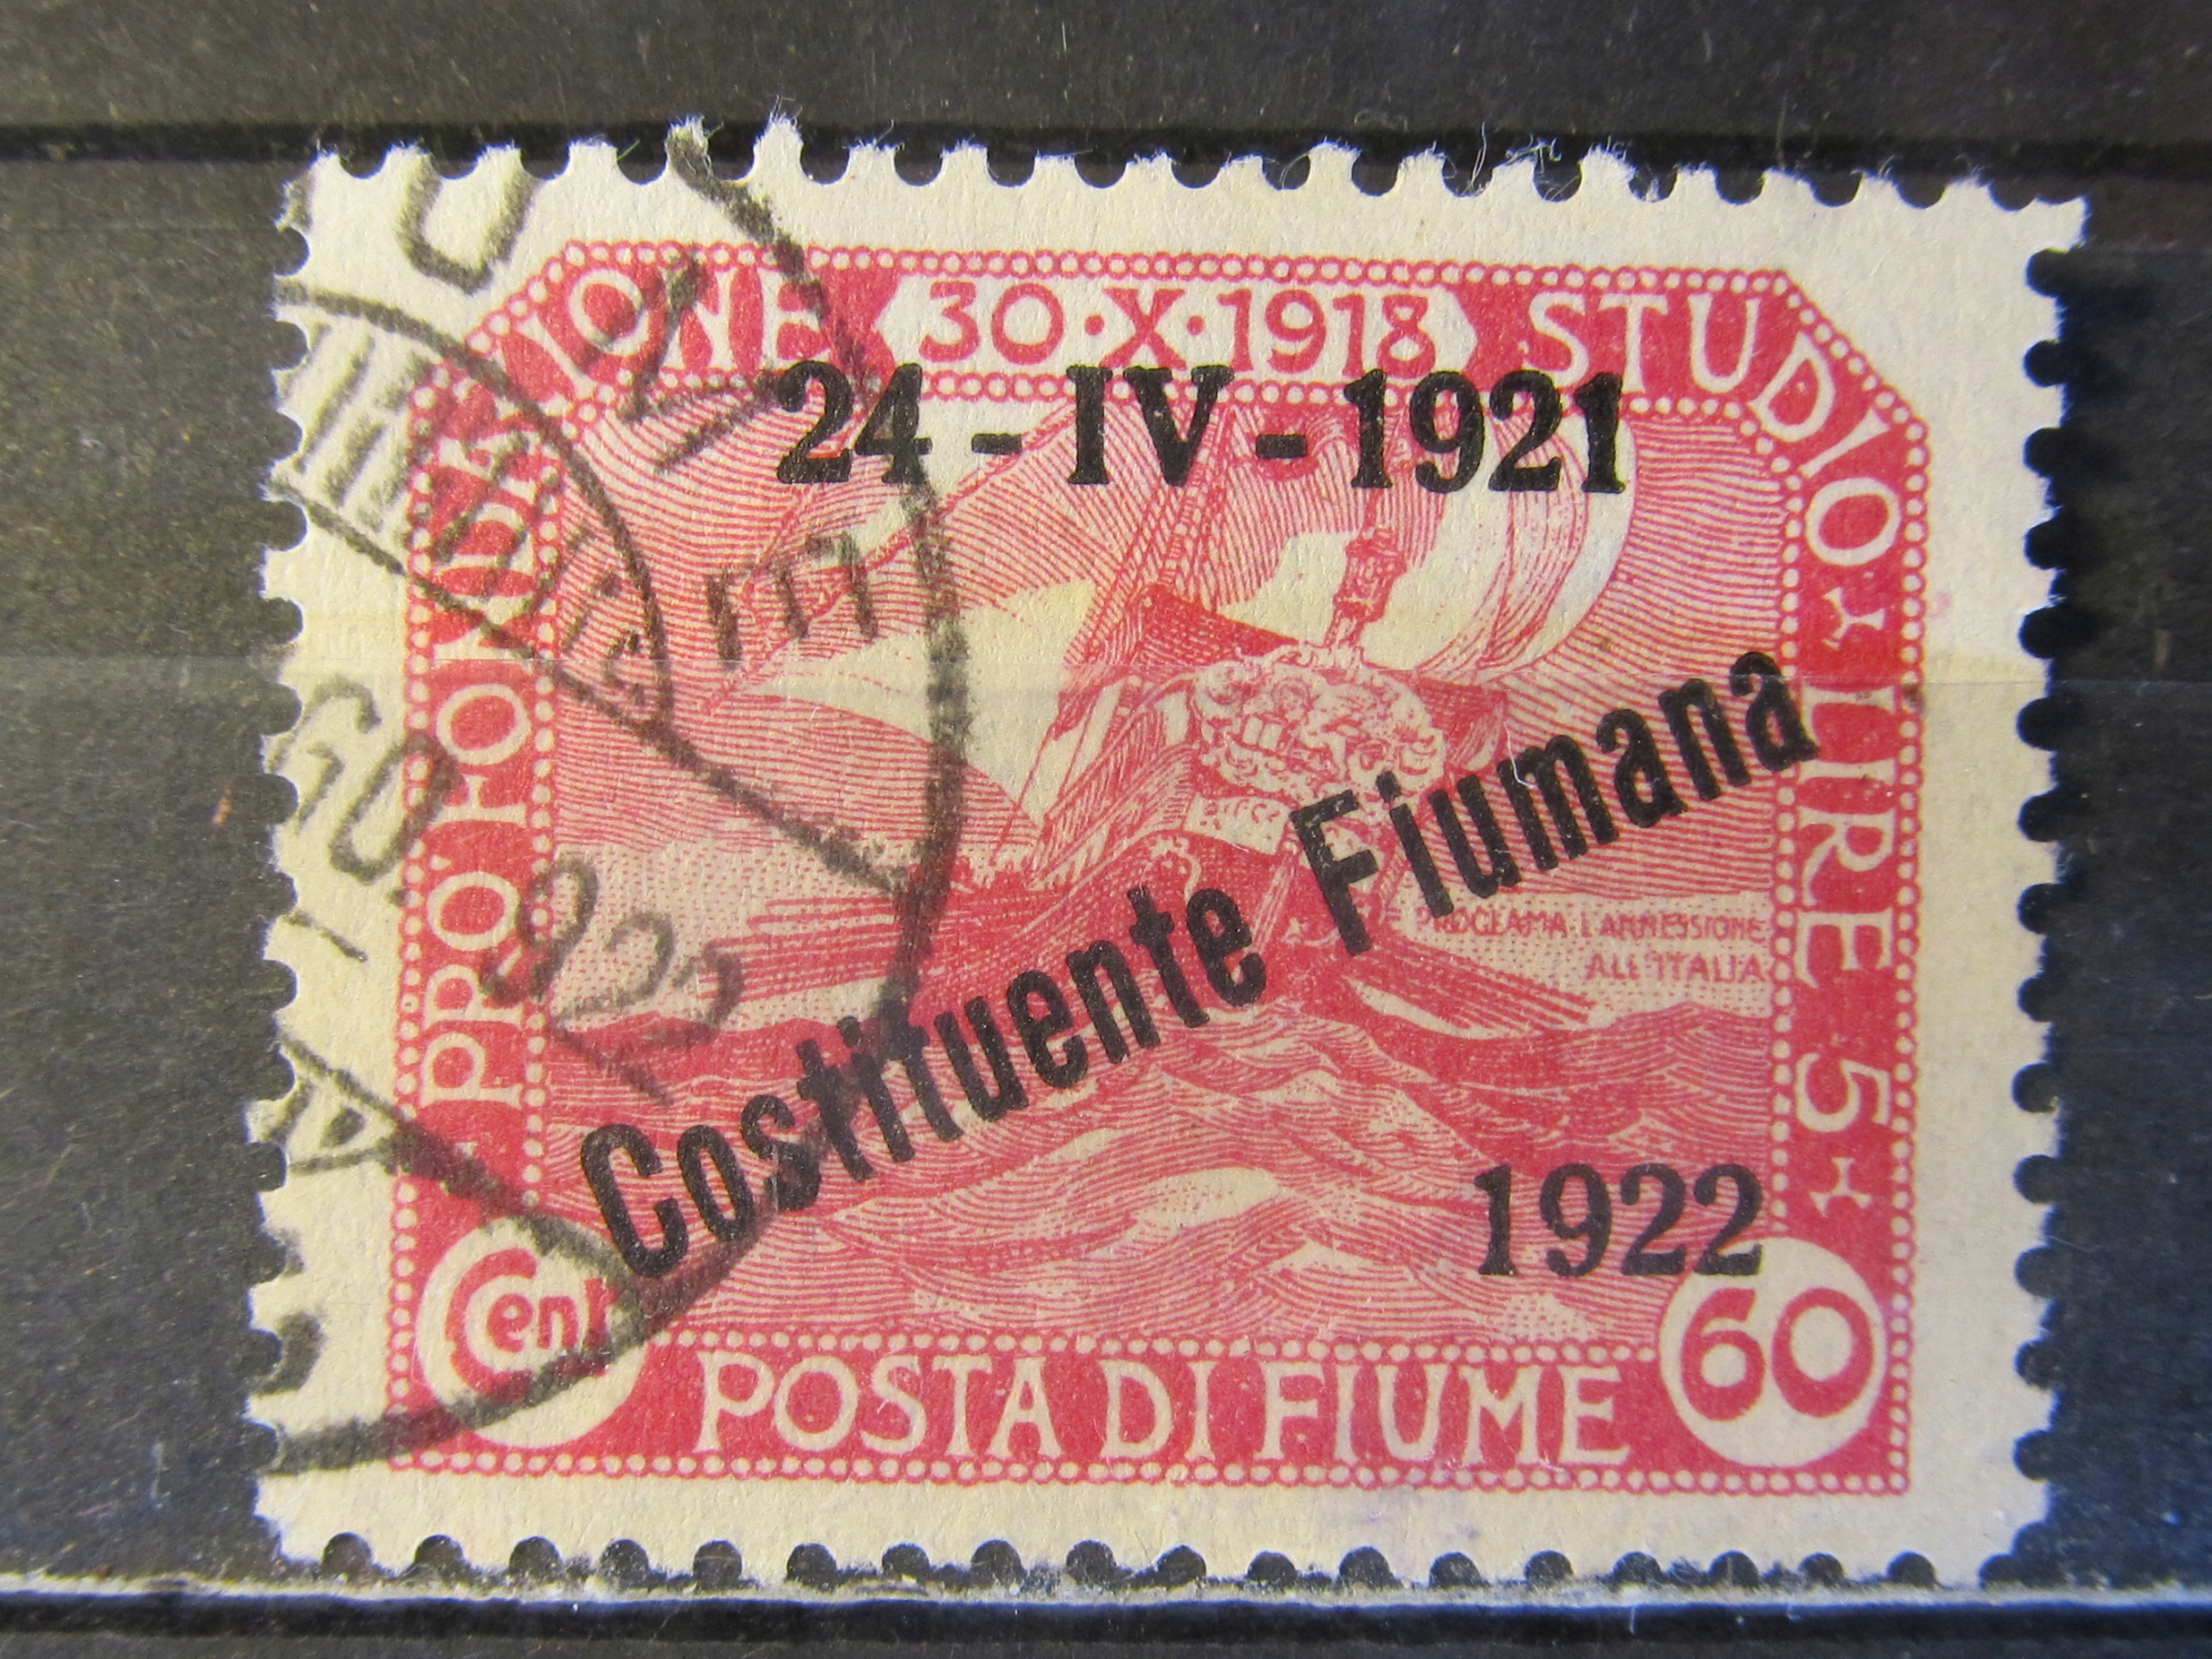 P. PPO FONDAZIONE 30·X·1918 STUDIO LIRE 5
24 - IV - 1921
Costituente Fiumana
PROCLAMA L'ANNESSIONE
ALL'ITALIA
1922
Cent 60
POSTA DI FIUME